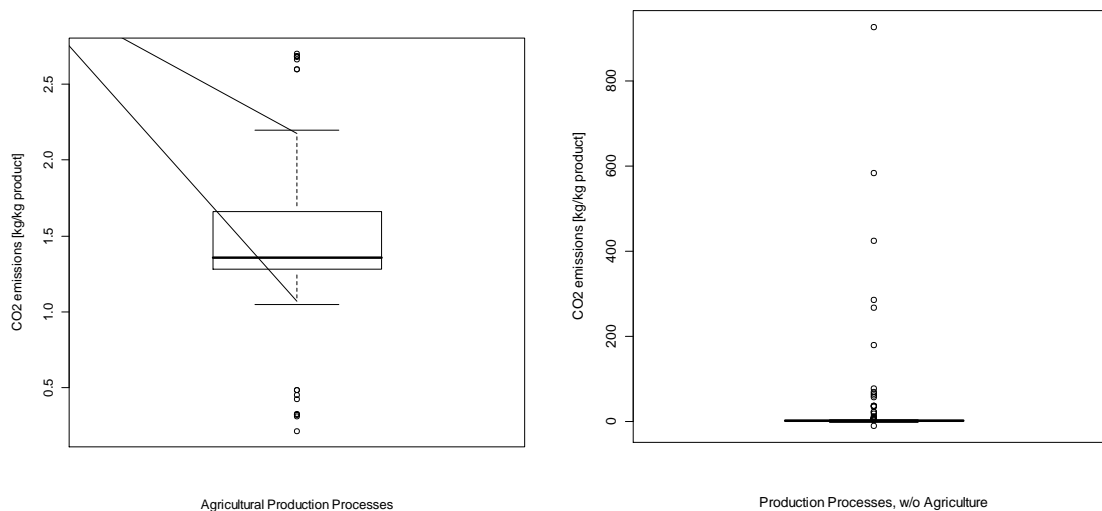 CO2 emissions [kg/kg product]
2.5
2.0
1.5
1.0
0.5
Agricultural Production Processes
CO2 emissions [kg/kg product]
800
600
400
200
0
Production Processes, w/o Agriculture